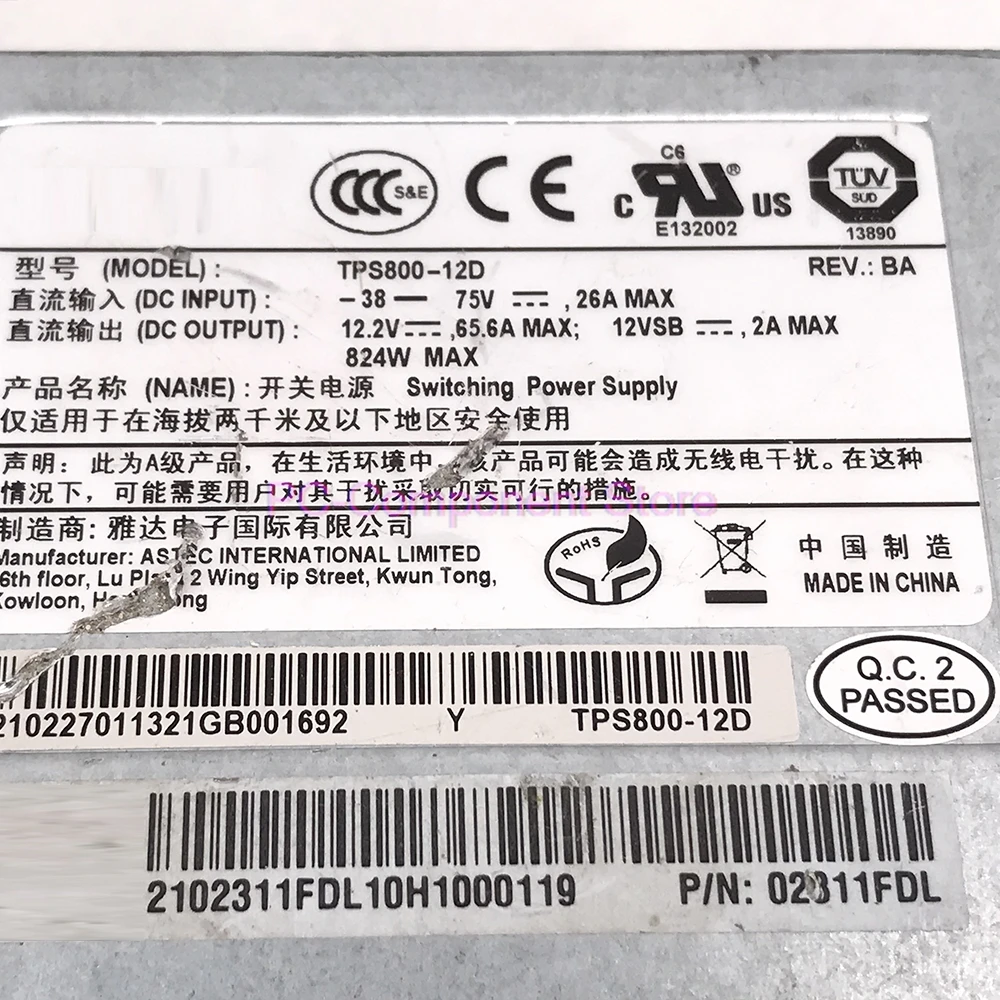 CCC S&E CE C6 c RU ® US TÜV SÜD
E132002 13890
型号 (MODEL): TPS800-12D REV.: BA
直流输入 (DC INPUT): -38 — 75V ⎓, 26A MAX
直流输出 (DC OUTPUT): 12.2V ⎓, 65.6A MAX; 12VSB ⎓, 2A MAX
824W MAX
产品名称 (NAME): 开关电源 Switching Power Supply
仅适用于在海拔两千米及以下地区安全使用
声明: 此为A级产品, 在生活环境中, 该产品可能会造成无线电干扰。在这种
情况下, 可能需要用户对其干扰采取切实可行的措施。
PC Component Store
制造商: 雅达电子国际有限公司
Manufacturer: ASTEC INTERNATIONAL LIMITED
6th floor, Lu Plaza 2 Wing Yip Street, Kwun Tong,
Kowloon, Hong Kong
RoHS
中国制造
MADE IN CHINA
210227011321GB001692 Y TPS800-12D
Q.C. 2
PASSED
2102311FDL10H1000119 P/N: 02311FDL